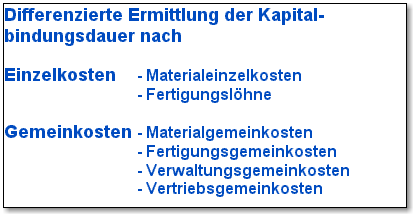 Differenzierte Ermittlung der Kapital-
bindungsdauer nach
Einzelkosten - Materialeinzelkosten
- Fertigungslöhne
Gemeinkosten - Materialgemeinkosten
- Fertigungsgemeinkosten
- Verwaltungsgemeinkosten
- Vertriebsgemeinkosten